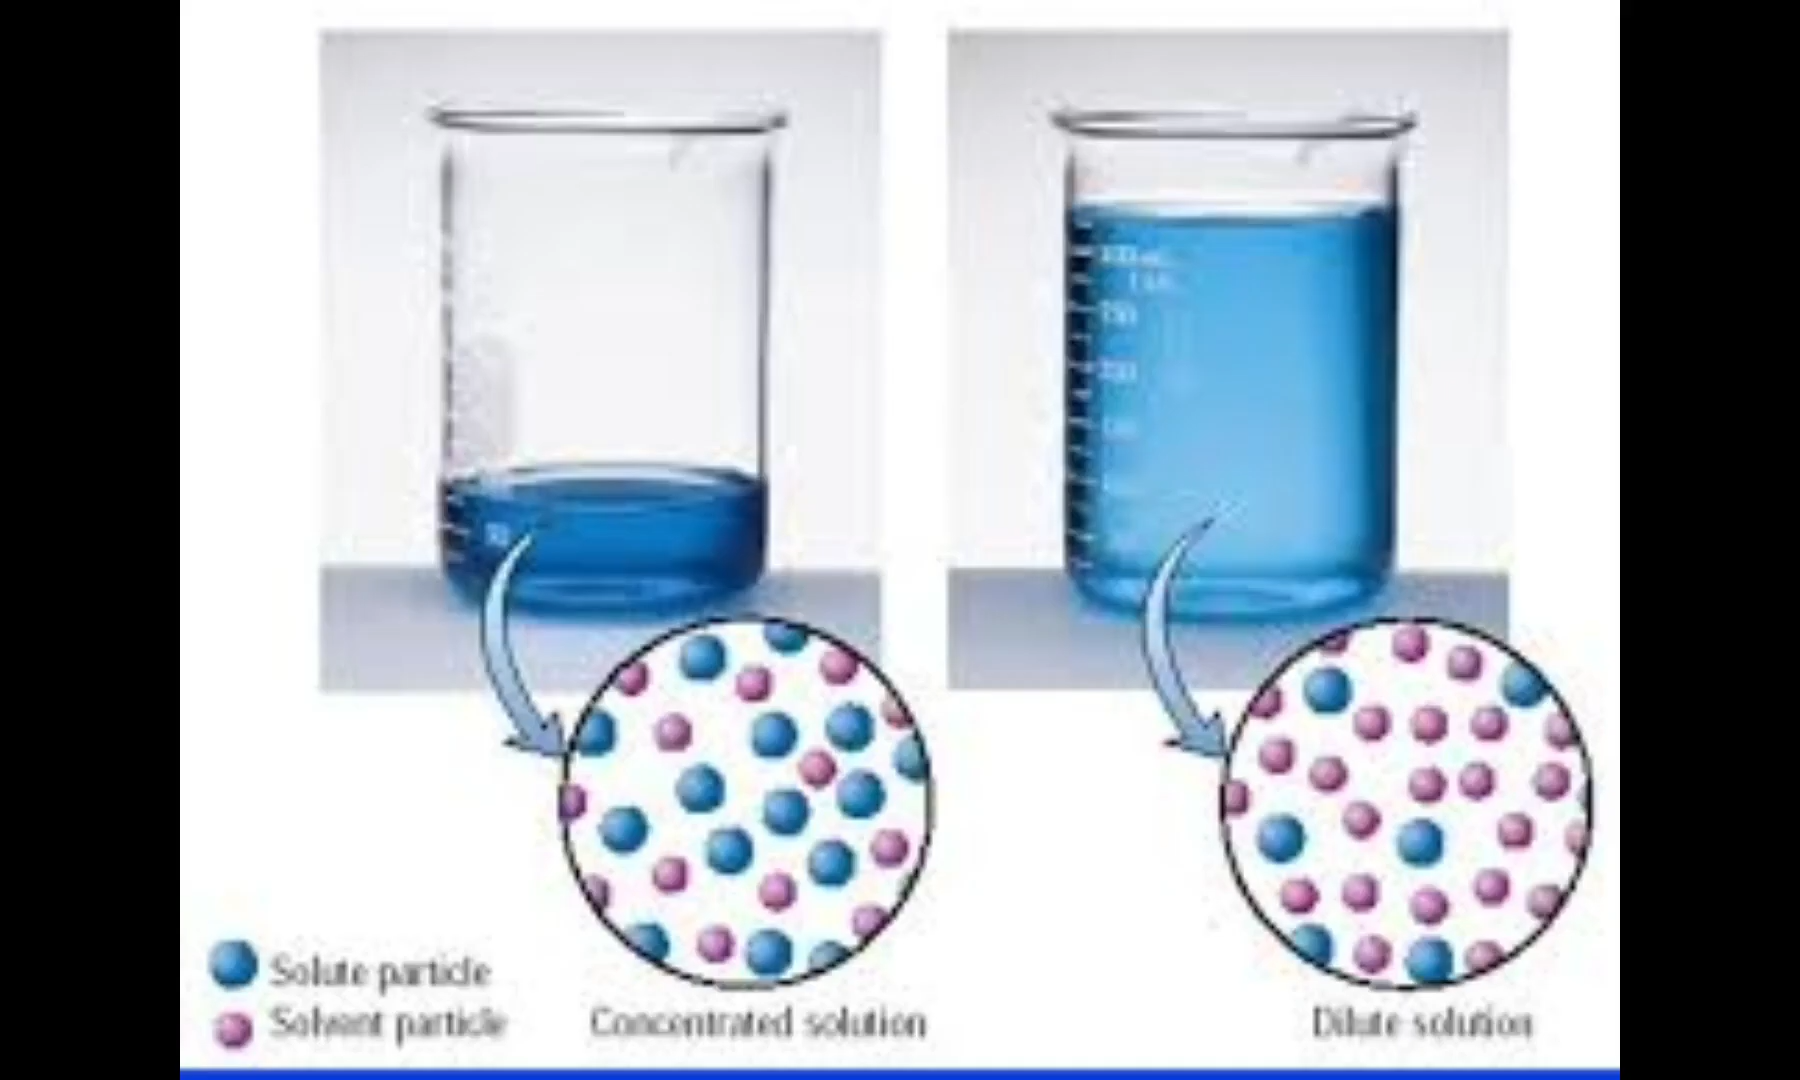 Solute particle
Solvent particle
Concentrated solution
Dilute solution